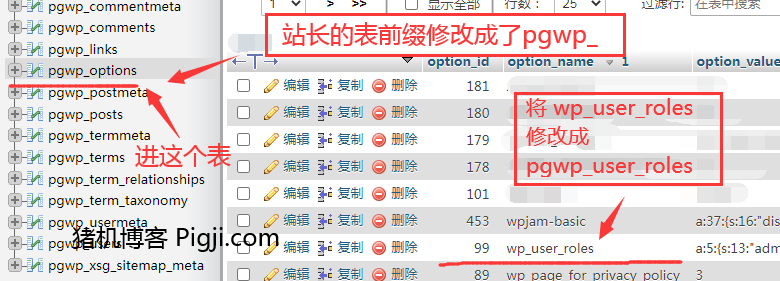 pgwp_commentmeta
pgwp_comments
pgwp_links
pgwp_options
pgwp_postmeta
pgwp_posts
pgwp_termmeta
pgwp_terms
pgwp_term_relationships
pgwp_term_taxonomy
pgwp_usermeta
pgwp_xsg_sitemap_meta
进这个表
猪机博客 Pigji.com
1 > >> 显示全部 行数： 25 过滤行： 在表中搜索
站长的表前缀修改成了pgwp_
option_id option_name 1 option_value
编辑 复制 删除 181
编辑 复制 删除 180
编辑 复制 删除 179
编辑 复制 删除 178
编辑 复制 删除 101
编辑 复制 删除 453 wpjam-basic a:37:{s:16:"dis
编辑 复制 删除 99 wp_user_roles a:5:{s:13:"adm
编辑 复制 删除 89 wp_page_for_privacy_policy 3
将 wp_user_roles
修改成
pgwp_user_roles